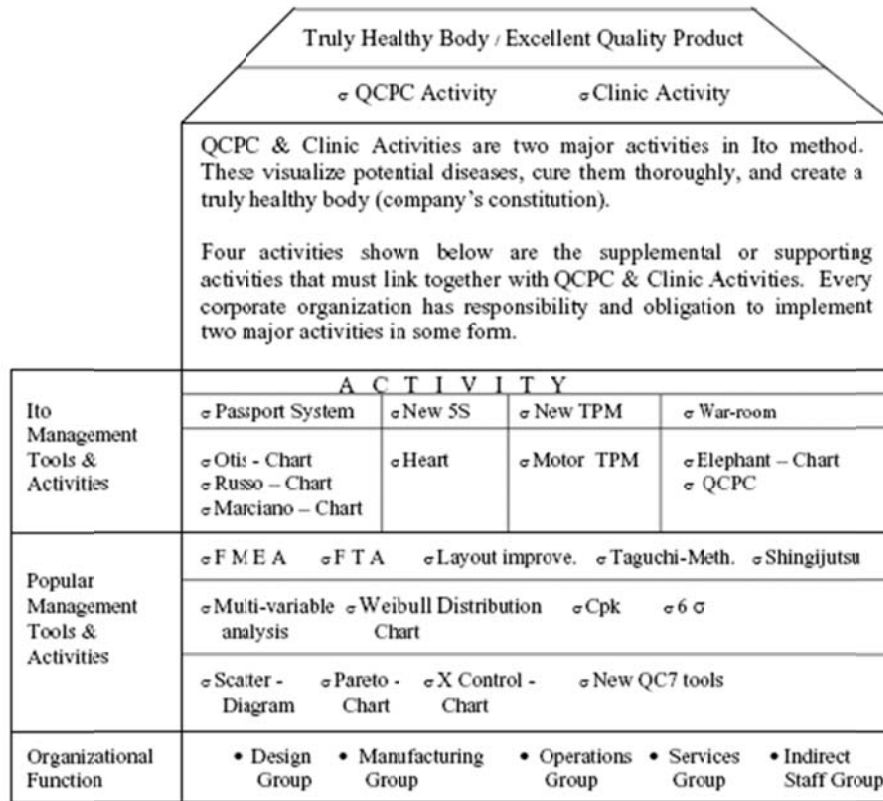 Truly Healthy Body / Excellent Quality Product
σ QCPC Activity σ Clinic Activity
QCPC & Clinic Activities are two major activities in Ito method.
These visualize potential diseases, cure them thoroughly, and create a
truly healthy body (company's constitution).
Four activities shown below are the supplemental or supporting
activities that must link together with QCPC & Clinic Activities. Every
corporate organization has responsibility and obligation to implement
two major activities in some form.
A C T I V I T Y
Ito
Management
Tools &
Activities
σ Passport System
σ New 5S
σ New TPM
σ War-room
σ Otis - Chart
σ Russo – Chart
σ Marciano – Chart
σ Heart
σ Motor TPM
σ Elephant – Chart
σ QCPC
Popular
Management
Tools &
Activities
σ F M E A σ F T A σ Layout improve. σ Taguchi-Meth. σ Shingijutsu
σ Multi-variable
analysis
σ Weibull Distribution
Chart
σ Cpk
σ 6 σ
σ Scatter -
Diagram
σ Pareto -
Chart
σ X Control -
Chart
σ New QC7 tools
Organizational
Function
• Design
Group
• Manufacturing
Group
• Operations
Group
• Services
Group
• Indirect
Staff Group